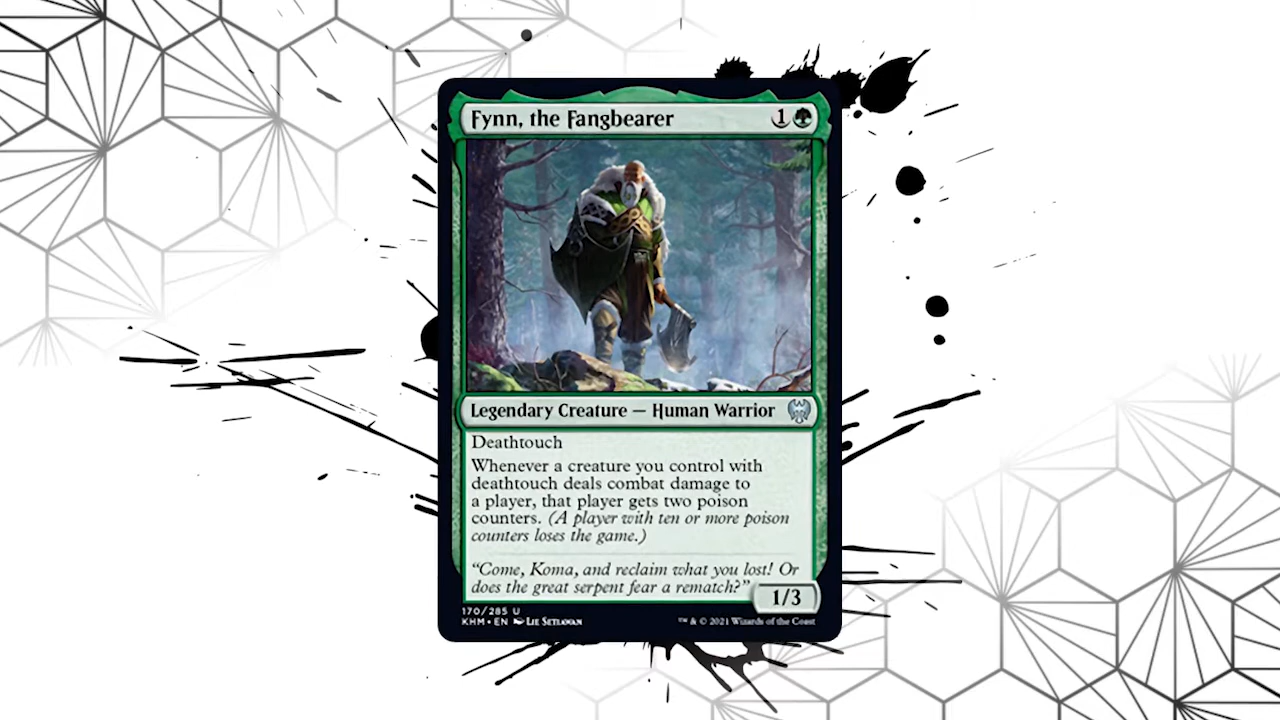 Fynn, the Fangbearer 1
Legendary Creature — Human Warrior
Deathtouch
Whenever a creature you control with
deathtouch deals combat damage to
a player, that player gets two poison
counters. (A player with ten or more poison
counters loses the game.)
“Come, Koma, and reclaim what you lost! Or
does the great serpent fear a rematch?”
1/3
170/285 U
KHM • EN Lie Setiawan
™ & © 2021 Wizards of the Coast